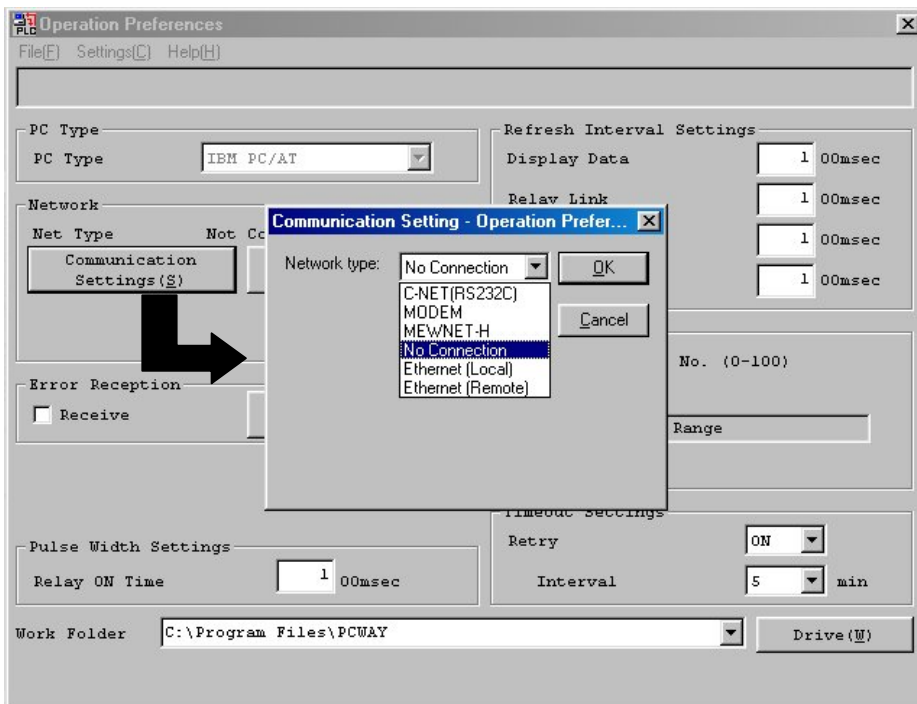 PLC Operation Preferences
File(F) Settings(C) Help(H)
PC Type
PC Type IBM PC/AT
Refresh Interval Settings
Display Data 1 00msec
Relay Link 1 00msec
1 00msec
1 00msec
Network
Net Type Not Co
Communication
Settings(S)
Communication Setting - Operation Prefer...
Network type: No Connection
OK
Cancel
C-NET(RS232C)
MODEM
MEWNET-H
No Connection
Ethernet (Local)
Ethernet (Remote)
No. (0-100)
Range
Error Reception
Receive
Timeout Settings
Retry ON
Interval 5 min
Pulse Width Settings
Relay ON Time 1 00msec
Work Folder C:\Program Files\PCWAY Drive(W)